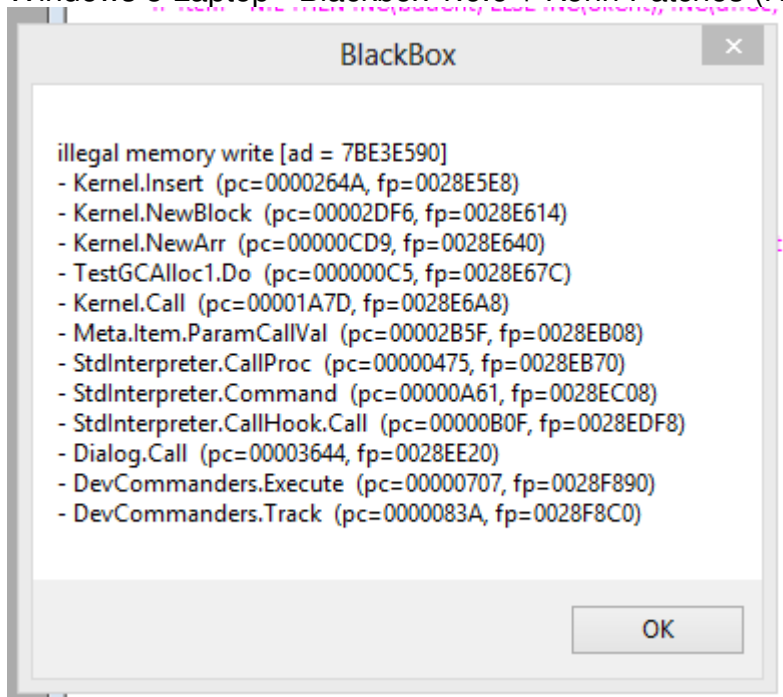 BlackBox
illegal memory write [ad = 7BE3E590]
- Kernel.Insert (pc=0000264A, fp=0028E5E8)
- Kernel.NewBlock (pc=00002DF6, fp=0028E614)
- Kernel.NewArr (pc=00000CD9, fp=0028E640)
- TestGCAlloc1.Do (pc=000000C5, fp=0028E67C)
- Kernel.Call (pc=00001A7D, fp=0028E6A8)
- Meta.Item.ParamCallVal (pc=00002B5F, fp=0028EB08)
- StdInterpreter.CallProc (pc=00000475, fp=0028EB70)
- StdInterpreter.Command (pc=00000A61, fp=0028EC08)
- StdInterpreter.CallHook.Call (pc=00000B0F, fp=0028EDF8)
- Dialog.Call (pc=00003644, fp=0028EE20)
- DevCommanders.Execute (pc=00000707, fp=0028F890)
- DevCommanders.Track (pc=0000083A, fp=0028F8C0)
OK